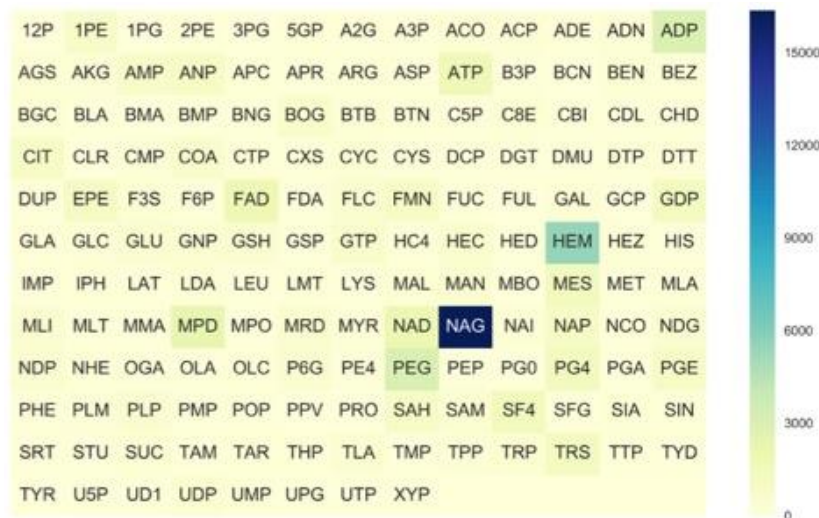 12P 1PE 1PG 2PE 3PG 5GP A2G A3P ACO ACP ADE ADN ADP
AGS AKG AMP ANP APC APR ARG ASP ATP B3P BCN BEN BEZ
BGC BLA BMA BMP BNG BOG BTB BTN C5P C8E CBI CDL CHD
CIT CLR CMP COA CTP CXS CYC CYS DCP DGT DMU DTP DTT
DUP EPE F3S F6P FAD FDA FLC FMN FUC FUL GAL GCP GDP
GLA GLC GLU GNP GSH GSP GTP HC4 HEC HED HEM HEZ HIS
IMP IPH LAT LDA LEU LMT LYS MAL MAN MBO MES MET MLA
MLI MLT MMA MPD MPO MRD MYR NAD NAG NAI NAP NCO NDG
NDP NHE OGA OLA OLC P6G PE4 PEG PEP PG0 PG4 PGA PGE
PHE PLM PLP PMP POP PPV PRO SAH SAM SF4 SFG SIA SIN
SRT STU SUC TAM TAR THP TLA TMP TPP TRP TRS TTP TYD
TYR U5P UD1 UDP UMP UPG UTP XYP
15000
12000
9000
6000
3000
0